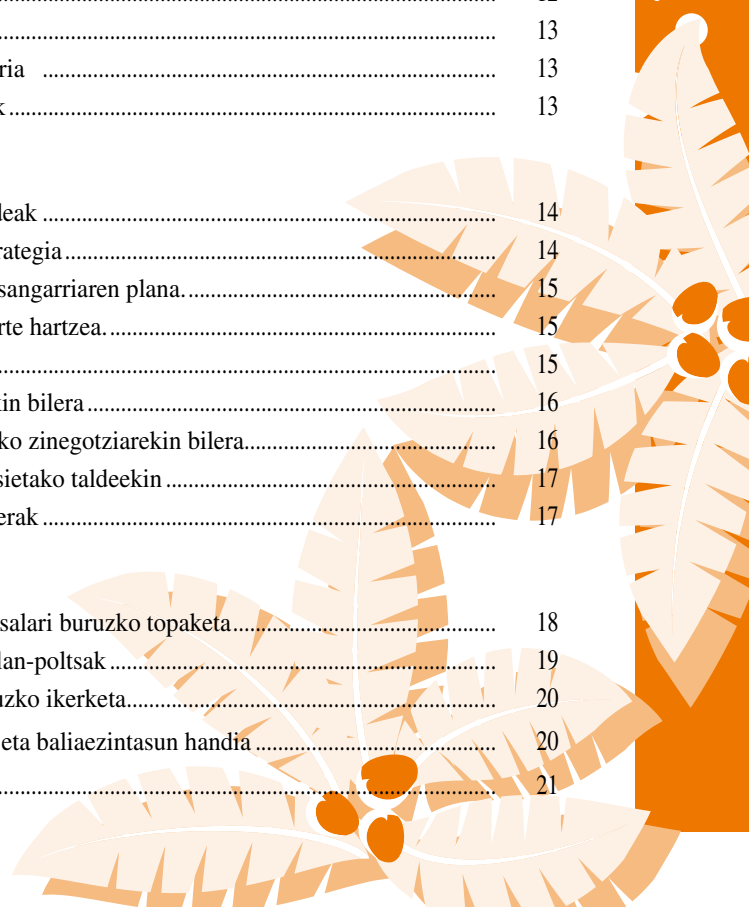 13
ria ........ 13
k ........ 13
leak ........ 14
rategia ........ 14
sangarriaren plana. ........ 15
rte hartzea. ........ 15
15
kin bilera ........ 16
ko zinegotziarekin bilera ........ 16
sietako taldeekin ........ 17
erak ........ 17
salari buruzko topaketa ........ 18
lan-poltsak ........ 19
uzko ikerketa ........ 20
eta baliaezintasun handia ........ 20
21